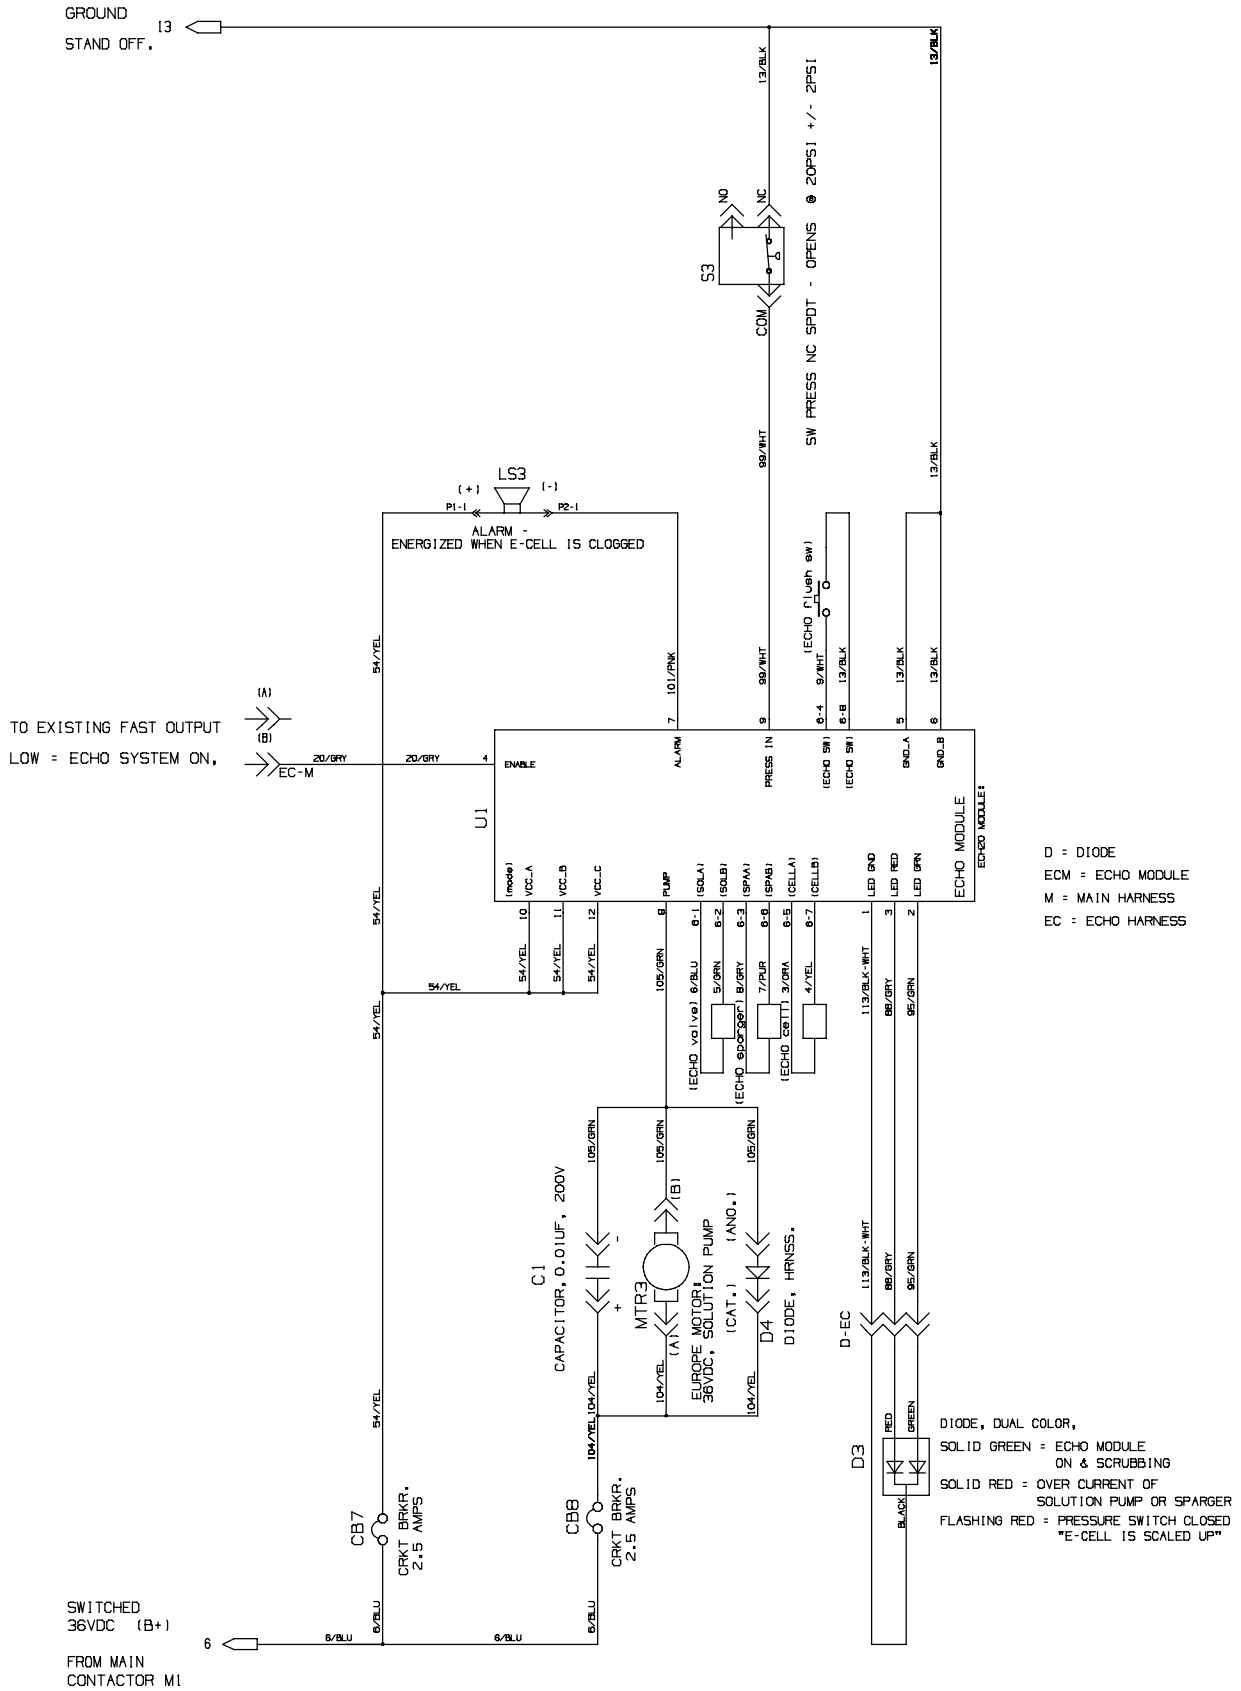 GROUND
STAND OFF.
13
13/BLK
13/BLK
SW PRESS NC SPDT - OPENS @ 20PSI +/- 2PSI
NO
NC
S3
COM
99/WHT
13/BLK
LS3
(+)
(-)
P1-1
P2-1
ALARM -
ENERGIZED WHEN E-CELL IS CLOGGED
(ECHO flush sw)
54/YEL
101/PNK
99/WHT
9/WHT
13/BLK
13/BLK
13/BLK
(A)
TO EXISTING FAST OUTPUT
(B)
LOW = ECHO SYSTEM ON,
EC-M
20/GRY
20/GRY
4
7
9
6-4
6-8
5
6
ENABLE
ALARM
PRESS IN
(ECHO SW)
(ECHO SW)
GND_A
GND_B
U1
ECHO MODULE
ECH2O MODULE:
(mode)
VCC_A
VCC_B
VCC_C
PUMP
(SOLA)
(SOLB)
(SPAA)
(SPAB)
(CELLA)
(CELLB)
LED GND
LED RED
LED GRN
10
11
12
8
6-1
6-2
6-3
6-6
6-5
6-7
1
3
2
D = DIODE
ECM = ECHO MODULE
M = MAIN HARNESS
EC = ECHO HARNESS
54/YEL
54/YEL
54/YEL
54/YEL
54/YEL
54/YEL
105/GRN
6/BLU
5/GRN
8/GRY
7/PUR
3/ORA
4/YEL
113/BLK-WHT
88/GRY
95/GRN
(ECHO valve)
(ECHO sparger)
(ECHO cell)
105/GRN
105/GRN
105/GRN
C1
CAPACITOR, 0.01UF, 200V
-
+
MTR3
(B)
(A)
EUROPE MOTOR:
36VDC, SOLUTION PUMP
(ANO.)
(CAT.)
D4
DIODE, HRNSS.
113/BLK-WHT
88/GRY
95/GRN
D-EC
54/YEL
104/YEL
104/YEL
104/YEL
104/YEL
RED
GREEN
D3
BLACK
DIODE, DUAL COLOR,
SOLID GREEN = ECHO MODULE
ON & SCRUBBING
SOLID RED = OVER CURRENT OF
SOLUTION PUMP OR SPARGER
FLASHING RED = PRESSURE SWITCH CLOSED
"E-CELL IS SCALED UP"
CB7
CRKT BRKR.
2.5 AMPS
CB8
CRKT BRKR.
2.5 AMPS
6/BLU
6/BLU
SWITCHED
36VDC (B+)
6
6/BLU
6/BLU
FROM MAIN
CONTACTOR M1